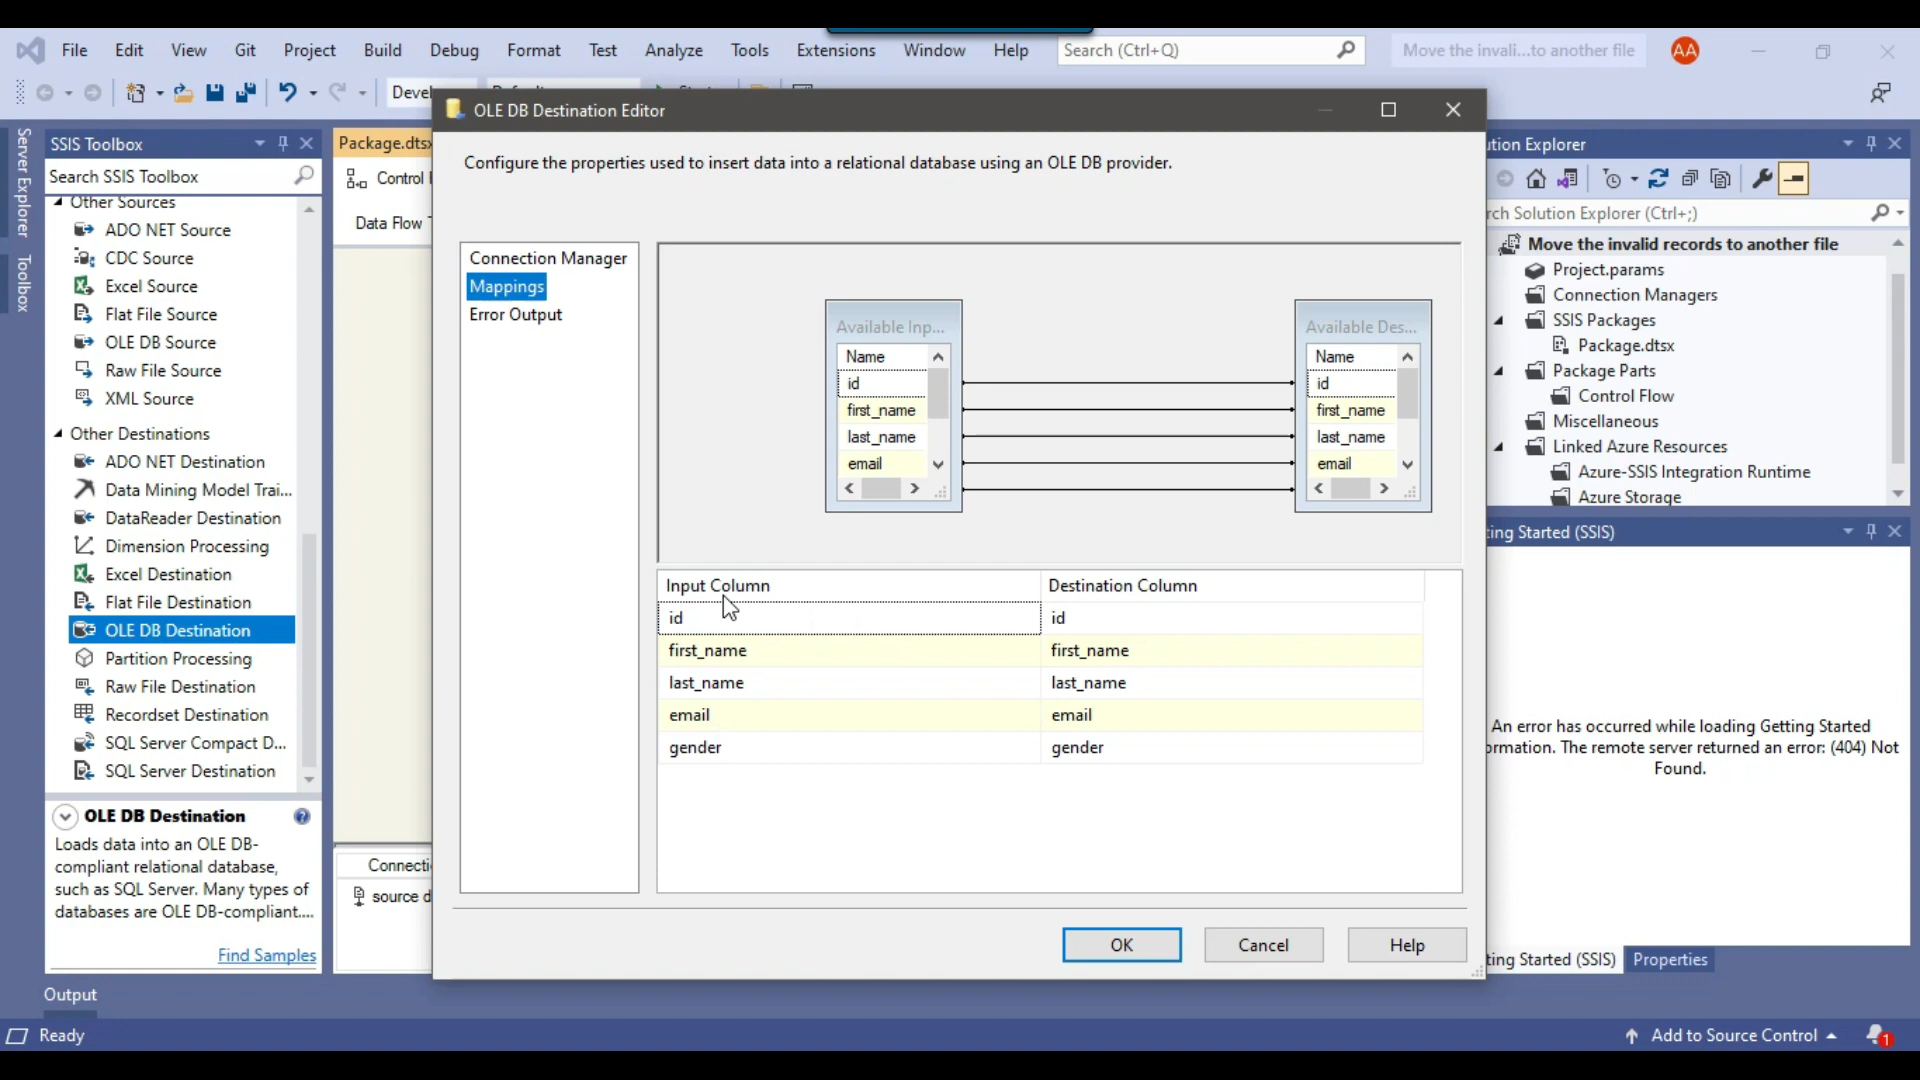 File Edit View Git Project Build Debug Format Test Analyze Tools Extensions Window Help Search (Ctrl+Q) Move the invali...to another file AA
Devel
OLE DB Destination Editor
Configure the properties used to insert data into a relational database using an OLE DB provider.
Server Explorer
Toolbox
SSIS Toolbox
Search SSIS Toolbox
Other Sources
ADO NET Source
CDC Source
Excel Source
Flat File Source
OLE DB Source
Raw File Source
XML Source
Other Destinations
ADO NET Destination
Data Mining Model Trai...
DataReader Destination
Dimension Processing
Excel Destination
Flat File Destination
OLE DB Destination
Partition Processing
Raw File Destination
Recordset Destination
SQL Server Compact D...
SQL Server Destination
OLE DB Destination
Loads data into an OLE DB-
compliant relational database,
such as SQL Server. Many types of
databases are OLE DB-compliant....
Find Samples
Package.dtsx
Control
Data Flow
Connecti
source d
Connection Manager
Mappings
Error Output
Available Inp...
Name
id
first_name
last_name
email
Available Des...
Name
id
first_name
last_name
email
Input Column Destination Column
id id
first_name first_name
last_name last_name
email email
gender gender
OK Cancel Help
ution Explorer
rch Solution Explorer (Ctrl+;)
Move the invalid records to another file
Project.params
Connection Managers
SSIS Packages
Package.dtsx
Package Parts
Control Flow
Miscellaneous
Linked Azure Resources
Azure-SSIS Integration Runtime
Azure Storage
ting Started (SSIS)
An error has occurred while loading Getting Started
ormation. The remote server returned an error: (404) Not
Found.
ting Started (SSIS) Properties
Output
Ready
Add to Source Control 1